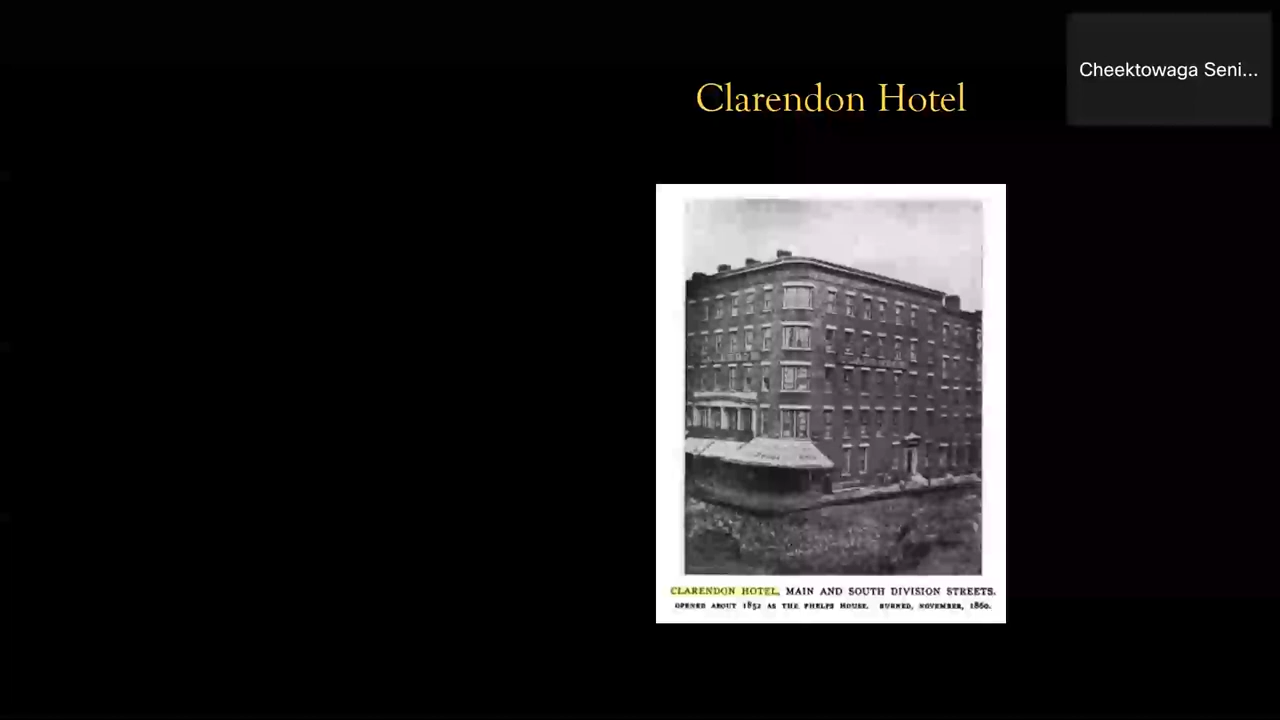 Clarendon Hotel
Cheektowaga Seni...
CLARENDON HOTEL, MAIN AND SOUTH DIVISION STREETS.
OPENED ABOUT 1852 AS THE PHELPS HOUSE. BURNED, NOVEMBER, 1860.